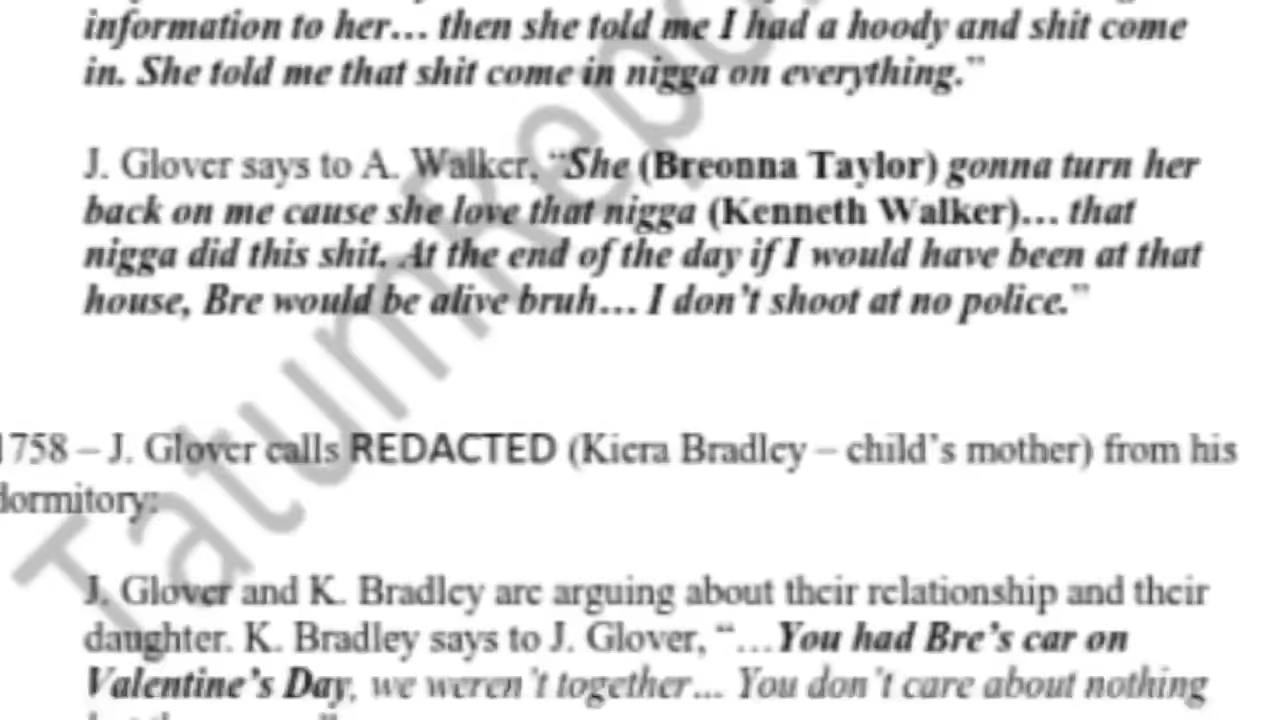 information to her… then she told me I had a hoody and shit come
in. She told me that shit come in nigga on everything.”
J. Glover says to A. Walker, “She (Breonna Taylor) gonna turn her
back on me cause she love that nigga (Kenneth Walker)… that
nigga did this shit. At the end of the day if I would have been at that
house, Bre would be alive bruh… I don’t shoot at no police.”
1758 – J. Glover calls REDACTED (Kiera Bradley – child’s mother) from his
dormitory:
J. Glover and K. Bradley are arguing about their relationship and their
daughter. K. Bradley says to J. Glover, “…You had Bre’s car on
Valentine’s Day, we weren’t together... You don’t care about nothing